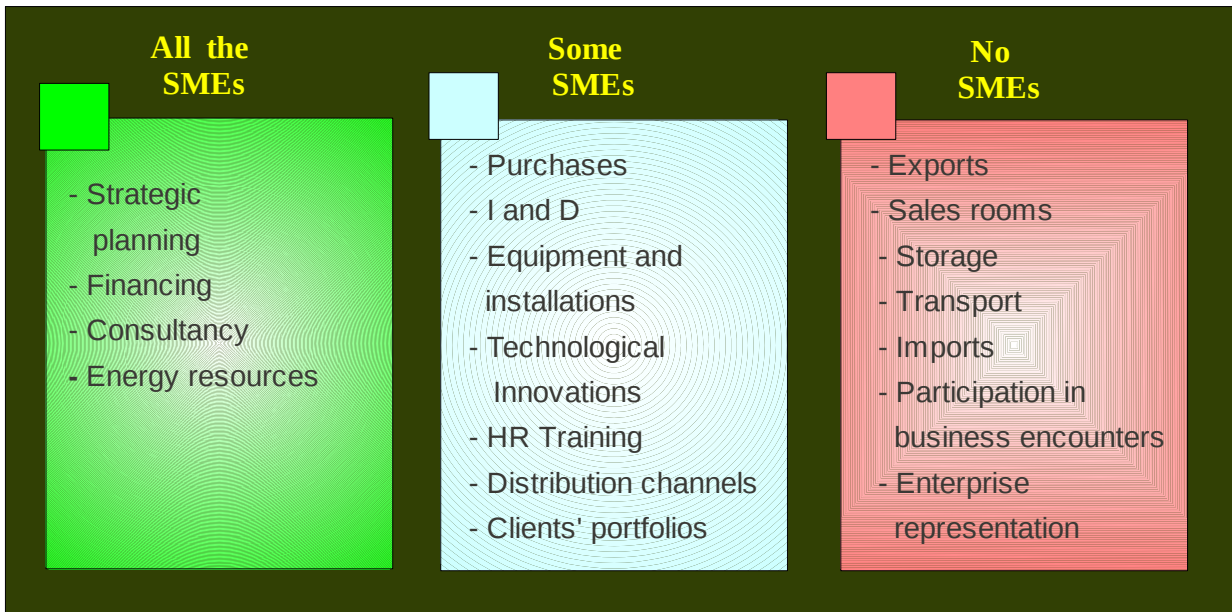 All the
SMEs
- Strategic
planning
- Financing
- Consultancy
- Energy resources
Some
SMEs
- Purchases
- I and D
- Equipment and
installations
- Technological
Innovations
- HR Training
- Distribution channels
- Clients' portfolios
No
SMEs
- Exports
- Sales rooms
- Storage
- Transport
- Imports
- Participation in
business encounters
- Enterprise
representation